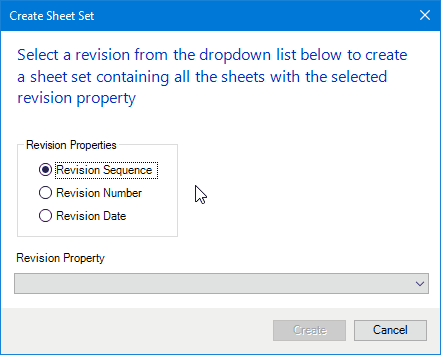 Create Sheet Set
Select a revision from the dropdown list below to create
a sheet set containing all the sheets with the selected
revision property
Revision Properties
Revision Sequence
Revision Number
Revision Date
Revision Property
Create
Cancel